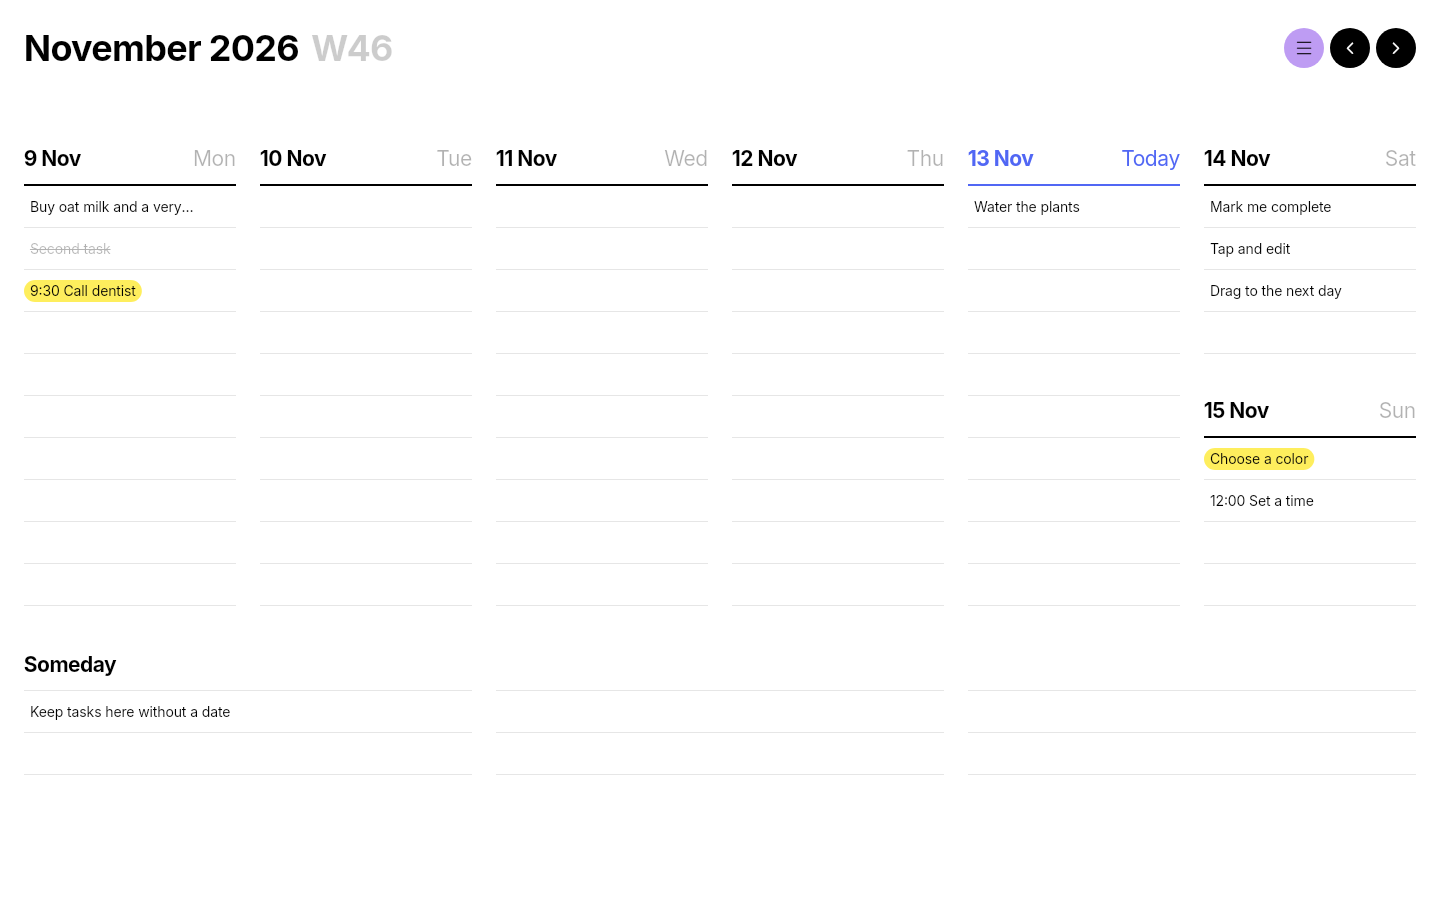 November 2026 W46
9 Nov Mon
Buy oat milk and a very...
Second task
9:30 Call dentist
10 Nov Tue
11 Nov Wed
12 Nov Thu
13 Nov Today
Water the plants
14 Nov Sat
Mark me complete
Tap and edit
Drag to the next day
15 Nov Sun
Choose a color
12:00 Set a time
Someday
Keep tasks here without a date